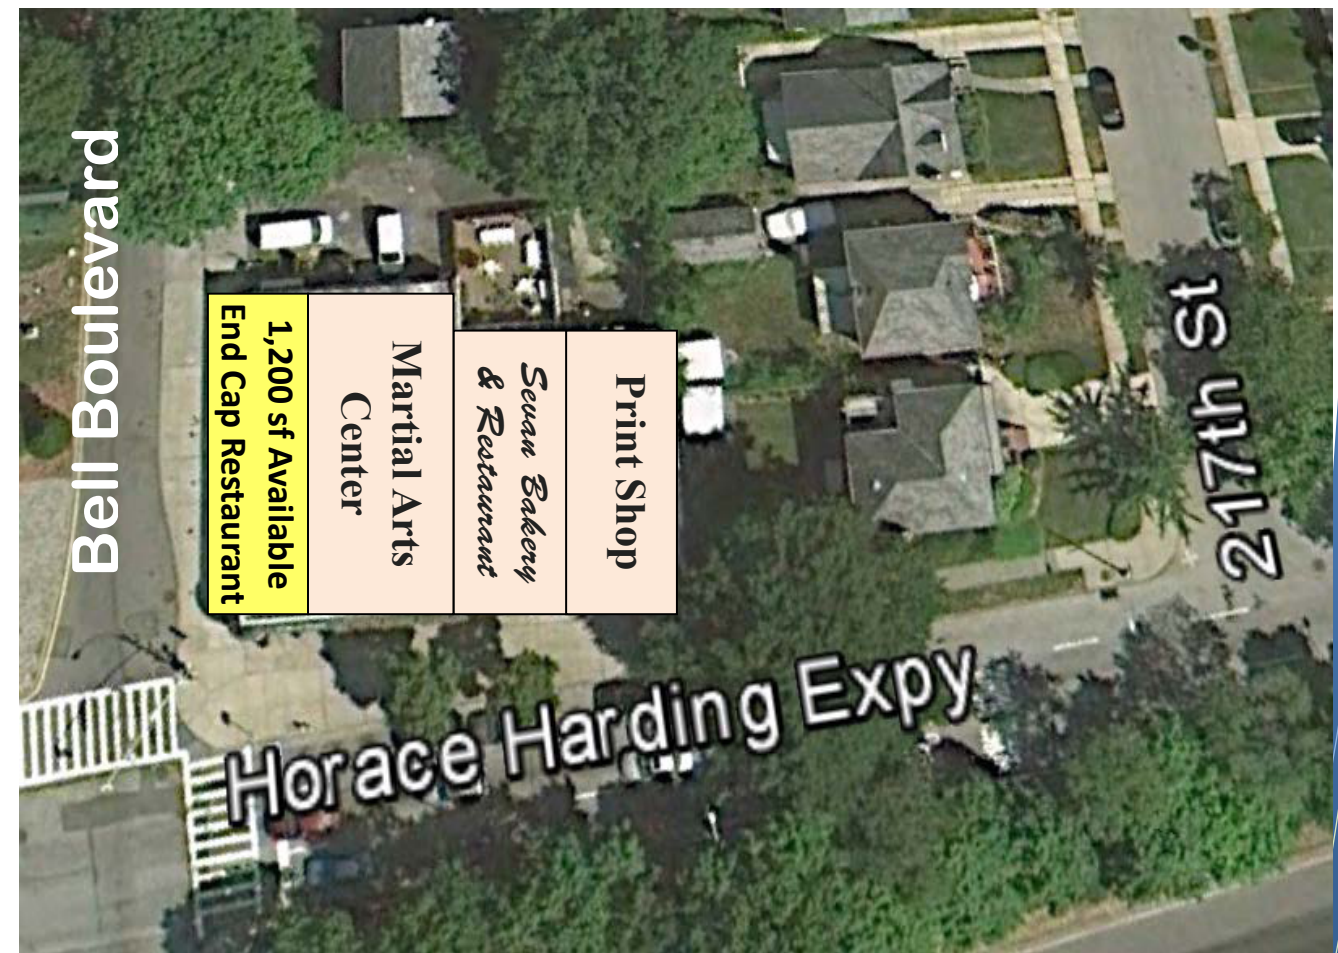 Bell Boulevard
1,200 sf Available
End Cap Restaurant
Martial Arts
Center
Sevan Bakery
& Restaurant
Print Shop
217th St
Horace Harding Expy